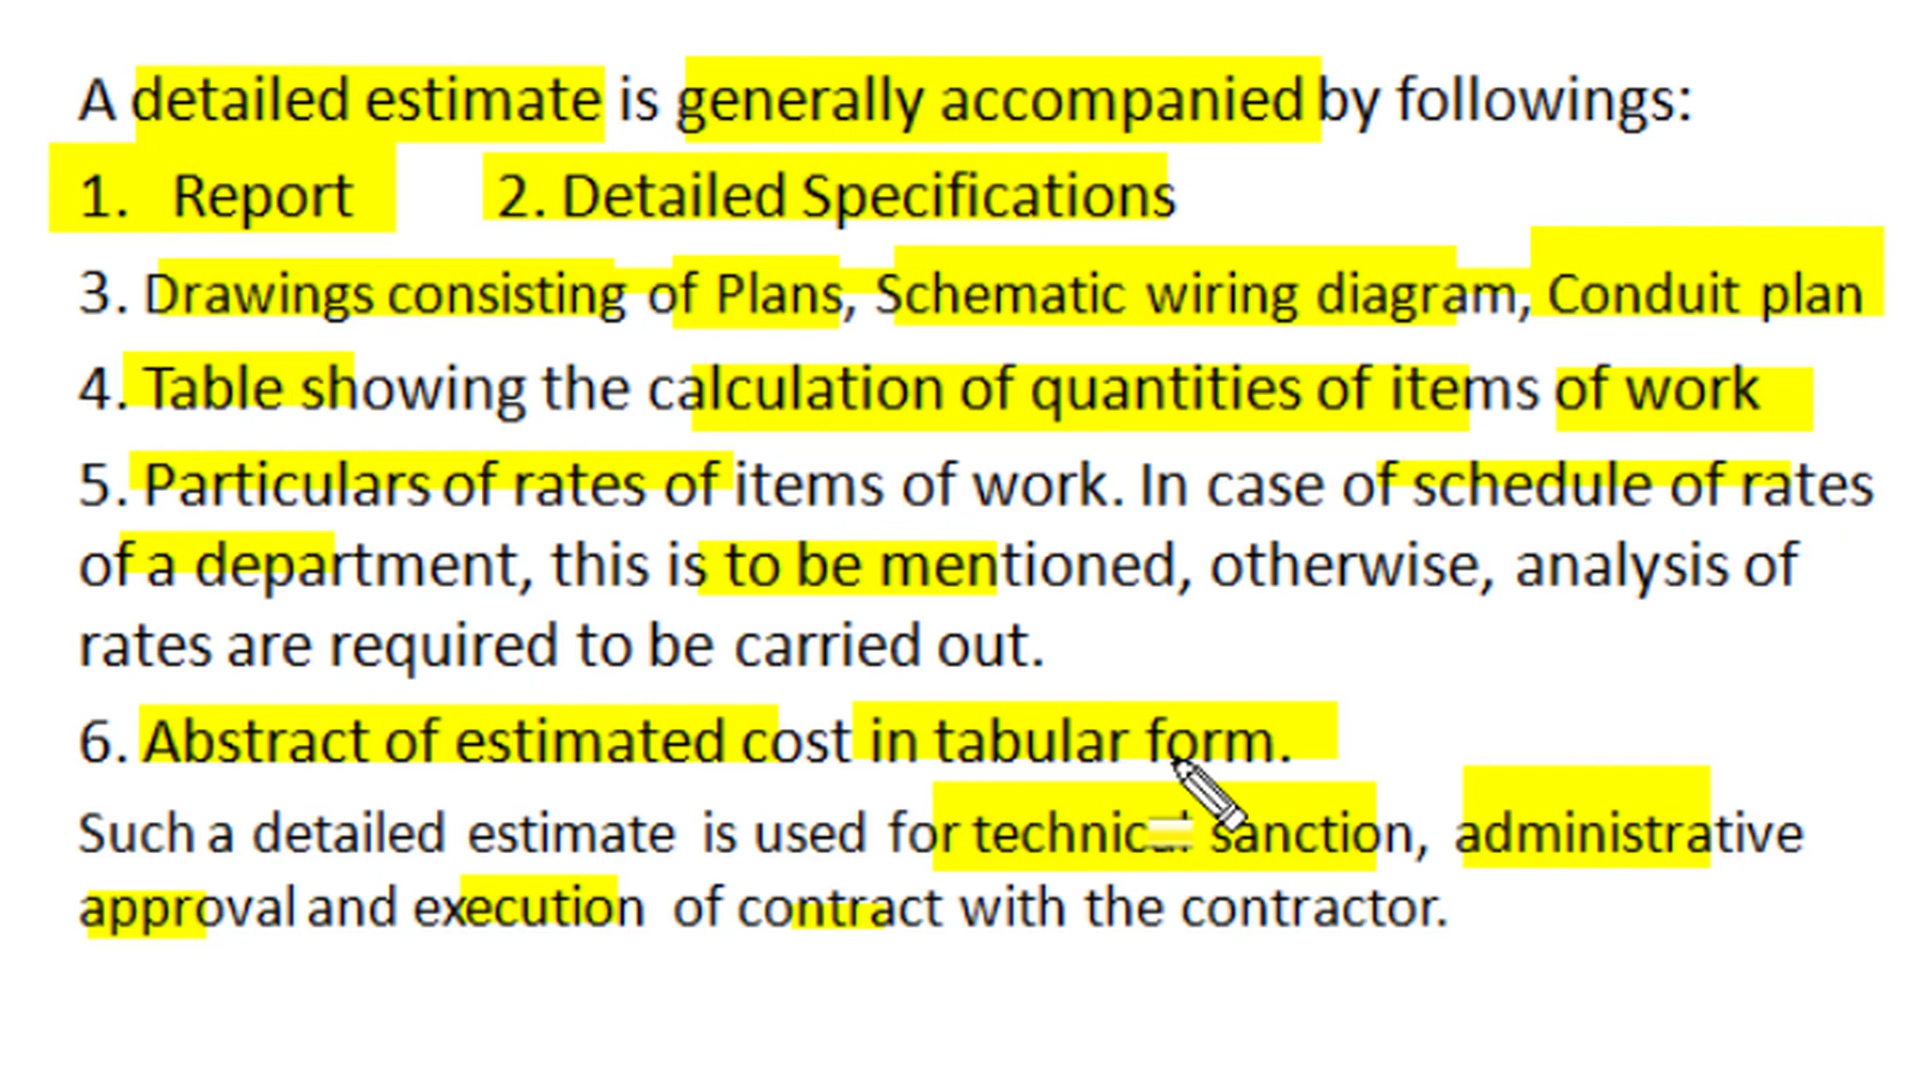 A detailed estimate is generally accompanied by followings:
1. Report 2. Detailed Specifications
3. Drawings consisting of Plans, Schematic wiring diagram, Conduit plan
4. Table showing the calculation of quantities of items of work
5. Particulars of rates of items of work. In case of schedule of rates
of a department, this is to be mentioned, otherwise, analysis of
rates are required to be carried out.
6. Abstract of estimated cost in tabular form.
Such a detailed estimate is used for technical sanction, administrative
approval and execution of contract with the contractor.